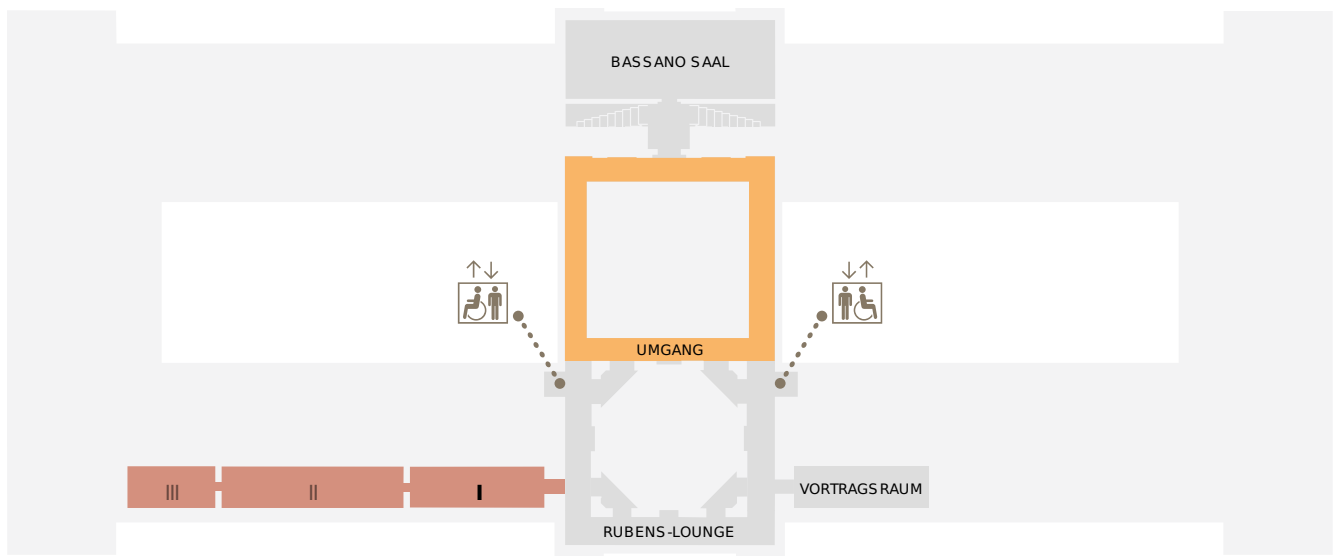 BASSANO SAAL
UMGANG
III
II
I
VORTRAGSRAUM
RUBENS-LOUNGE